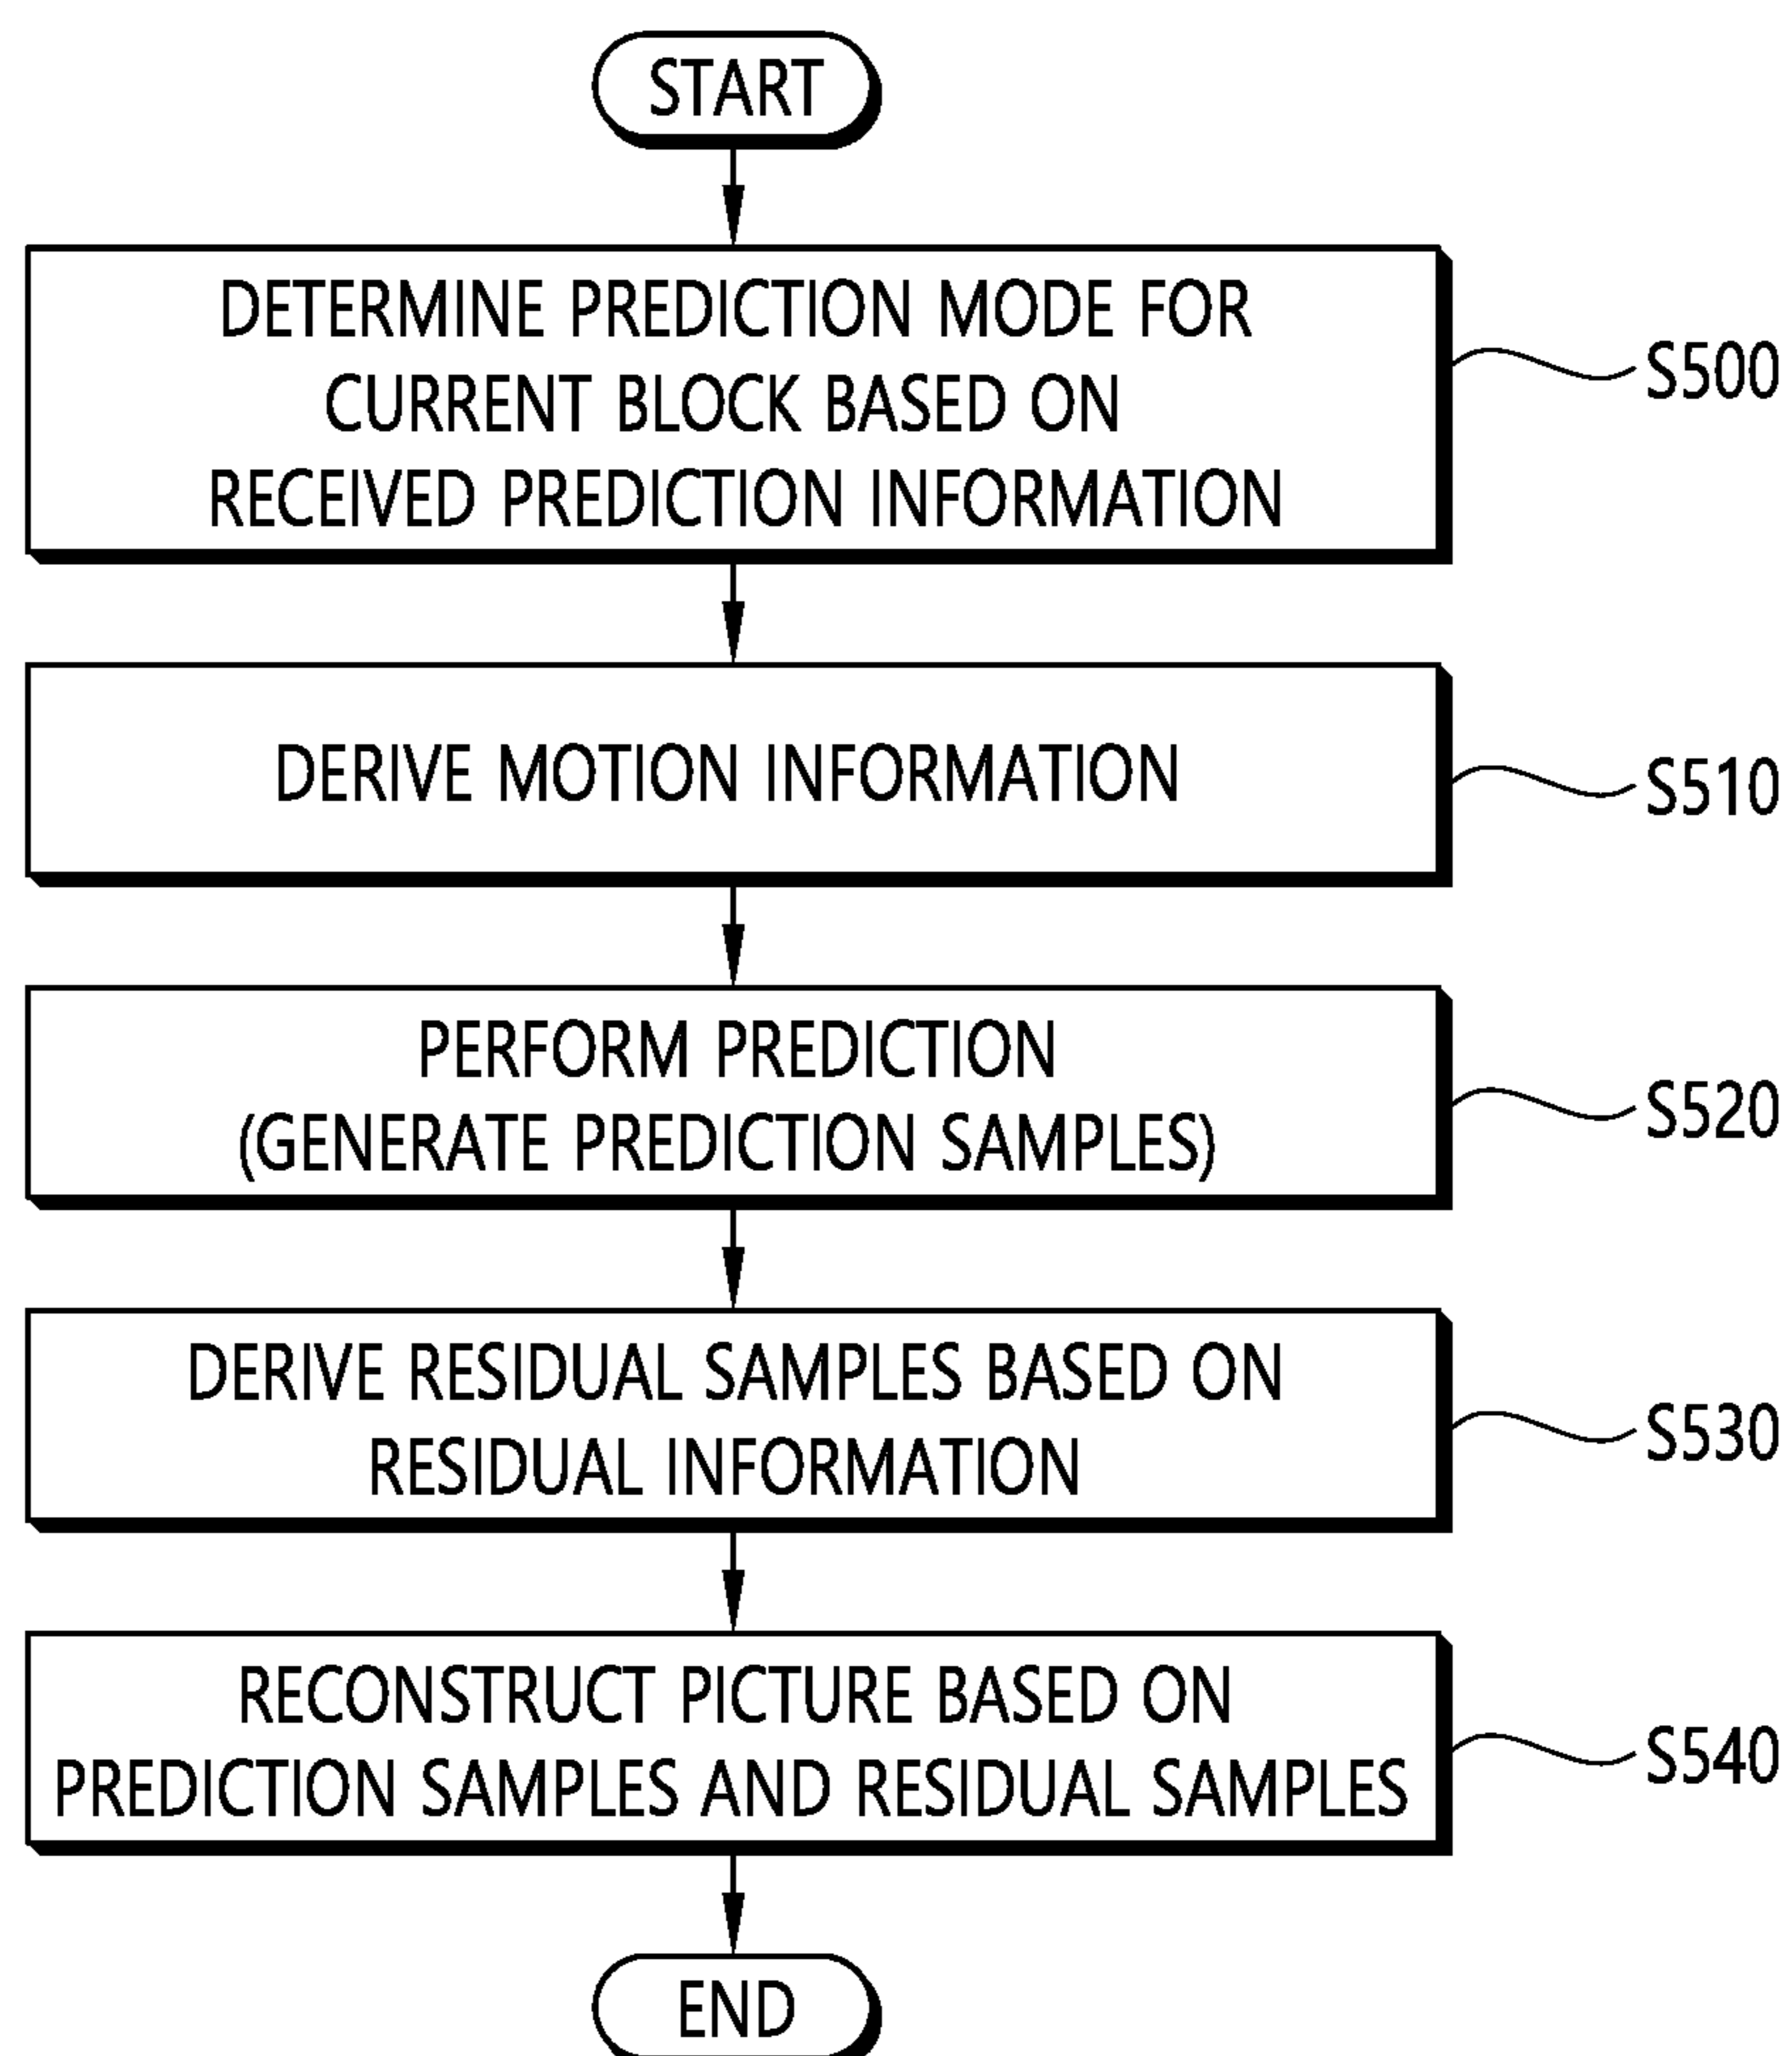 START
DETERMINE PREDICTION MODE FOR
CURRENT BLOCK BASED ON
RECEIVED PREDICTION INFORMATION
S500
DERIVE MOTION INFORMATION
S510
PERFORM PREDICTION
(GENERATE PREDICTION SAMPLES)
S520
DERIVE RESIDUAL SAMPLES BASED ON
RESIDUAL INFORMATION
S530
RECONSTRUCT PICTURE BASED ON
PREDICTION SAMPLES AND RESIDUAL SAMPLES
S540
END